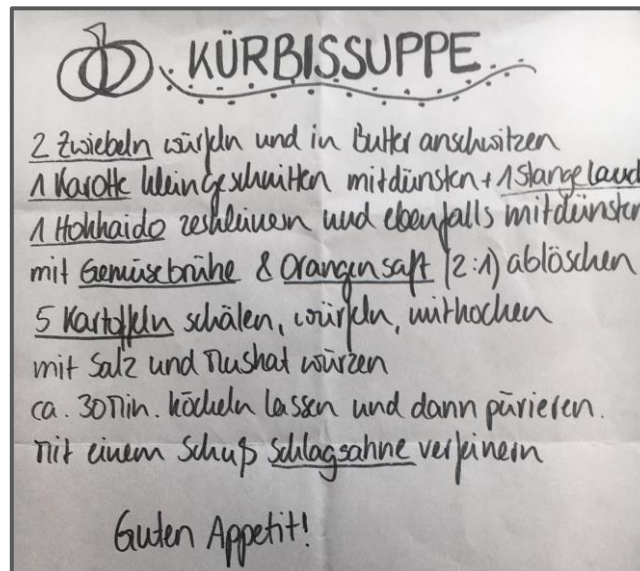 KÜRBISSUPPE
2 Zwiebeln würfeln und in Butter anschwitzen
1 Karotte kleingeschnitten mitdünsten + 1 Stange Lauch
1 Hokkaido zerkleinern und ebenfalls mitdünsten
mit Gemüsebrühe & Orangensaft (2:1) ablöschen
5 Kartoffeln schälen, würfeln, mitkochen
mit Salz und Muskat würzen
ca. 30 Min. köcheln lassen und dann pürieren.
Mit einem Schuß Schlagsahne verfeinern
Guten Appetit!